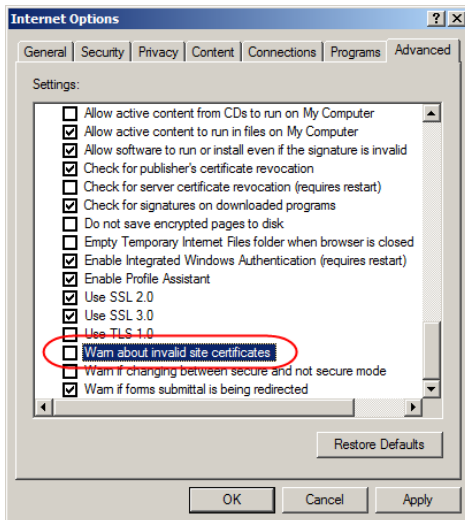 Internet Options
General Security Privacy Content Connections Programs Advanced
Settings:
Allow active content from CDs to run on My Computer
Allow active content to run in files on My Computer
Allow software to run or install even if the signature is invalid
Check for publisher's certificate revocation
Check for server certificate revocation (requires restart)
Check for signatures on downloaded programs
Do not save encrypted pages to disk
Empty Temporary Internet Files folder when browser is closed
Enable Integrated Windows Authentication (requires restart)
Enable Profile Assistant
Use SSL 2.0
Use SSL 3.0
Use TLS 1.0
Warn about invalid site certificates
Warn if changing between secure and not secure mode
Warn if forms submittal is being redirected
Restore Defaults
OK Cancel Apply